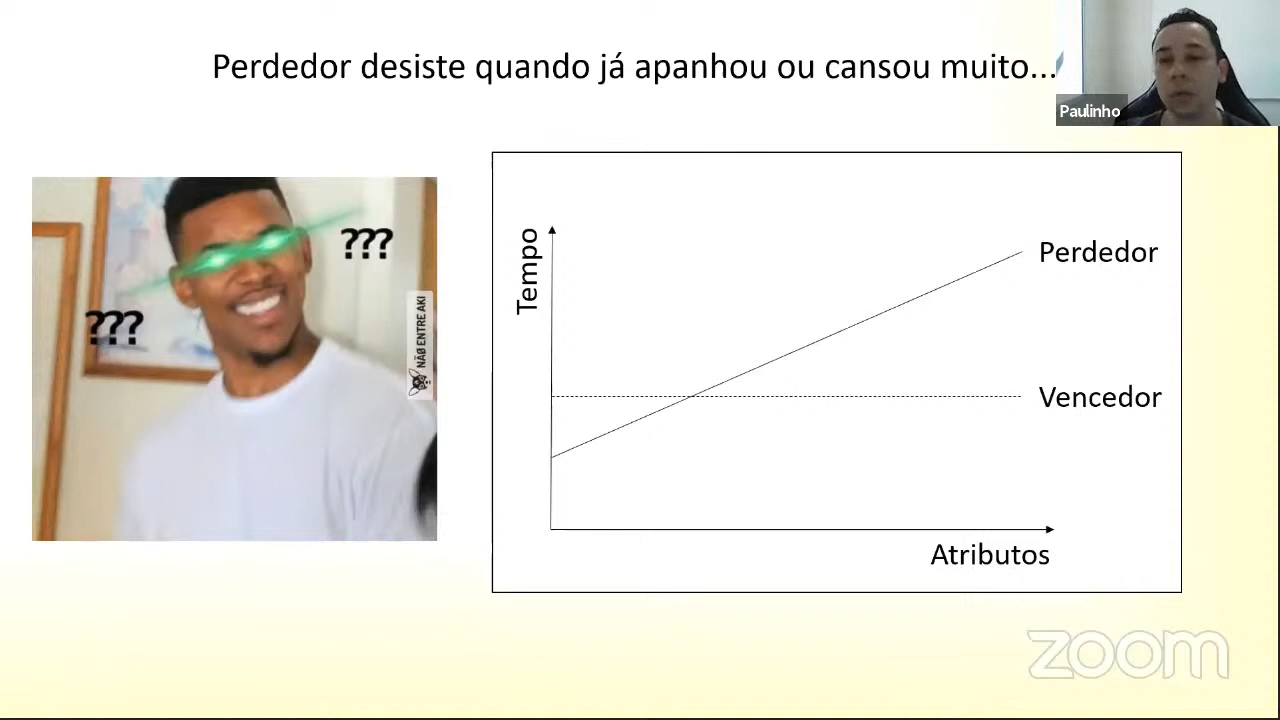 Perdedor desiste quando já apanhou ou cansou muito...
Paulinho
???
???
NÃO ENTRE AKI
Tempo
Perdedor
Vencedor
Atributos
zoom